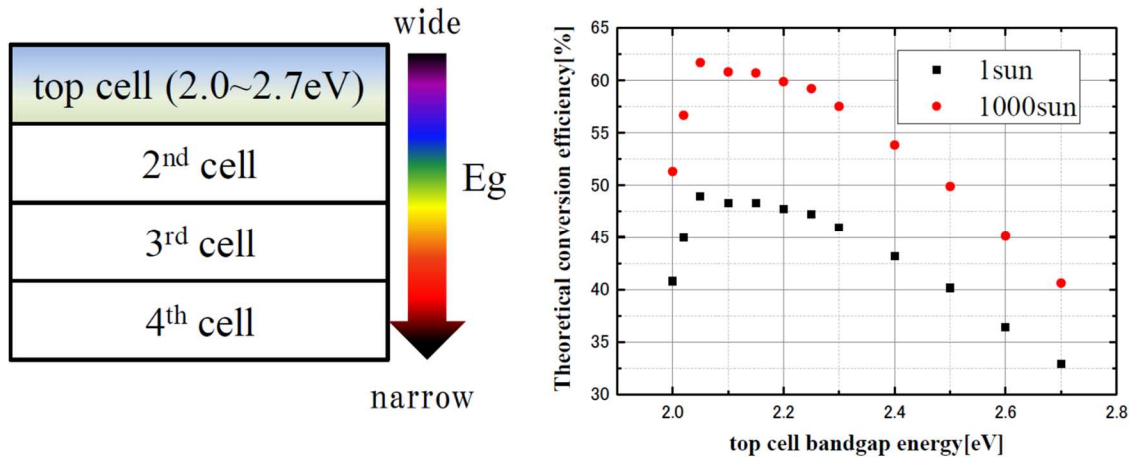 wide
top cell (2.0~2.7eV)
2nd cell
3rd cell
4th cell
Eg
narrow
Theoretical conversion efficiency[%]
65
60
55
50
45
40
35
30
1sun
1000sun
2.0
2.2
2.4
2.6
2.8
top cell bandgap energy[eV]